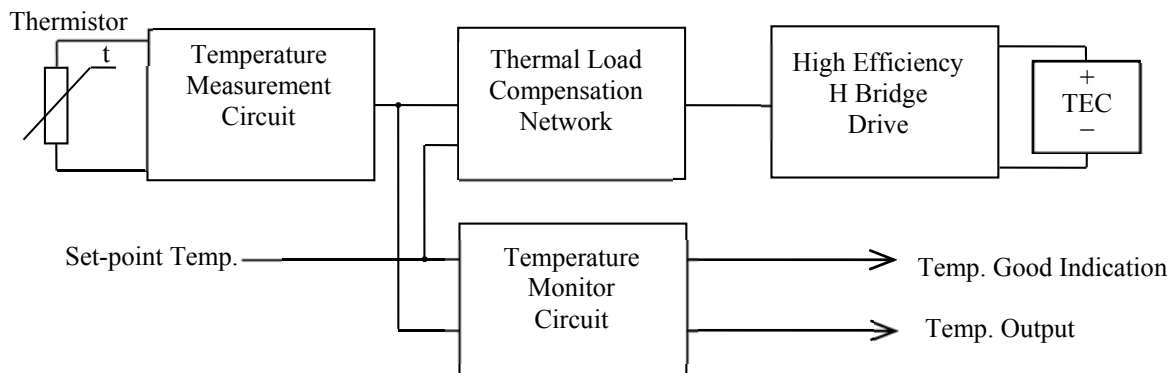 Thermistor
t
Temperature
Measurement
Circuit
Thermal Load
Compensation
Network
High Efficiency
H Bridge
Drive
+
TEC
−
Set-point Temp.
Temperature
Monitor
Circuit
Temp. Good Indication
Temp. Output